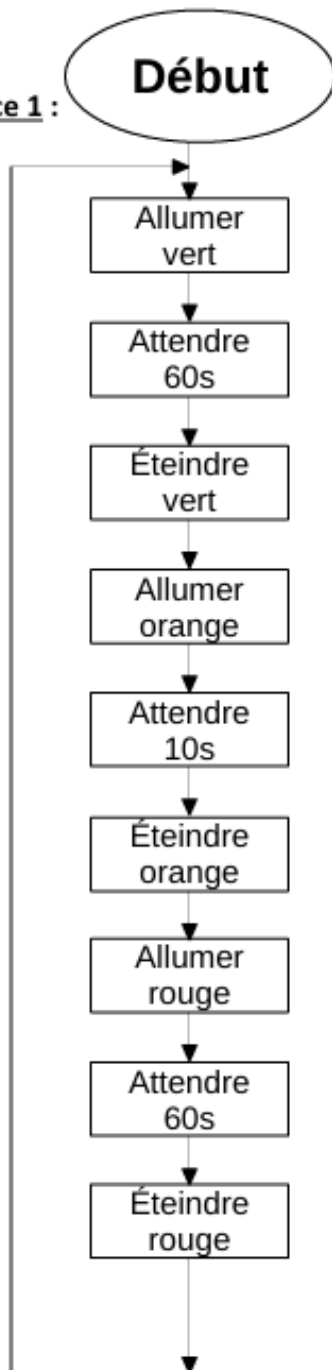 te 1 :
Début
Allumer
vert
Attendre
60s
Éteindre
vert
Allumer
orange
Attendre
10s
Éteindre
orange
Allumer
rouge
Attendre
60s
Éteindre
rouge